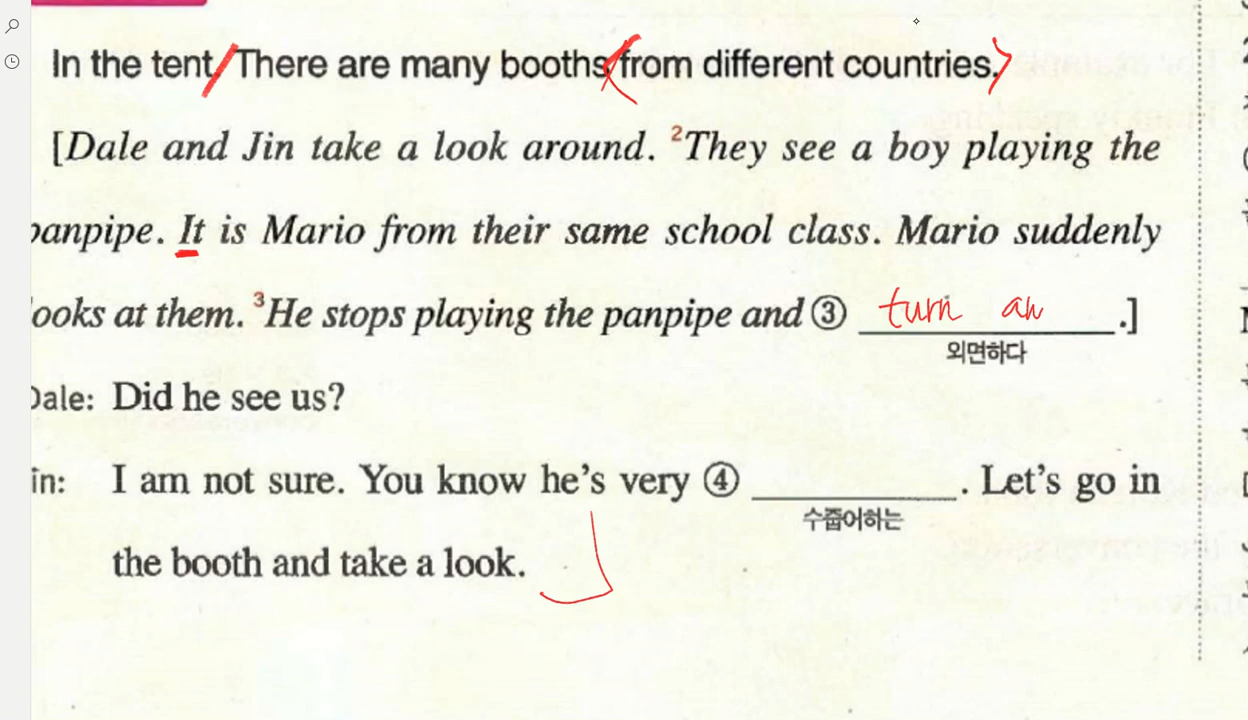 In the tent, There are many booths from different countries.
[Dale and Jin take a look around. ²They see a boy playing the
panpipe. It is Mario from their same school class. Mario suddenly
ooks at them. ³He stops playing the panpipe and ③ turn aw .]
외면하다
Dale: Did he see us?
in: I am not sure. You know he's very ④ ____. Let's go in
수줍어하는
the booth and take a look.